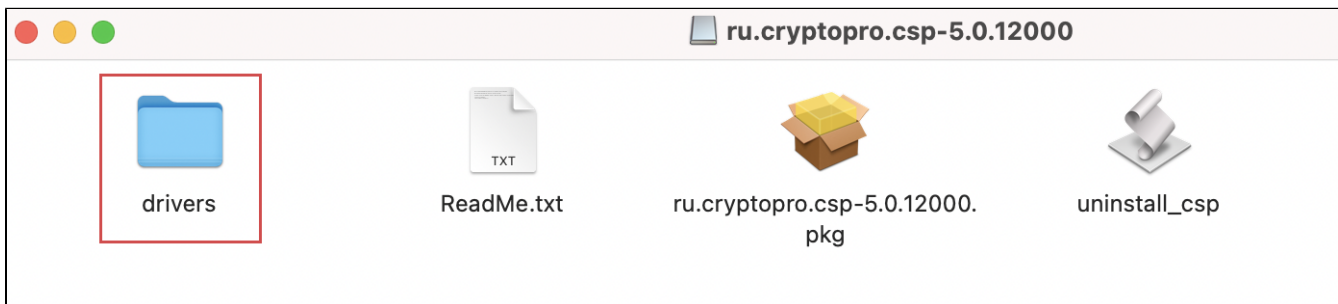 ru.cryptopro.csp-5.0.12000
TXT
drivers
ReadMe.txt
ru.cryptopro.csp-5.0.12000.
pkg
uninstall_csp